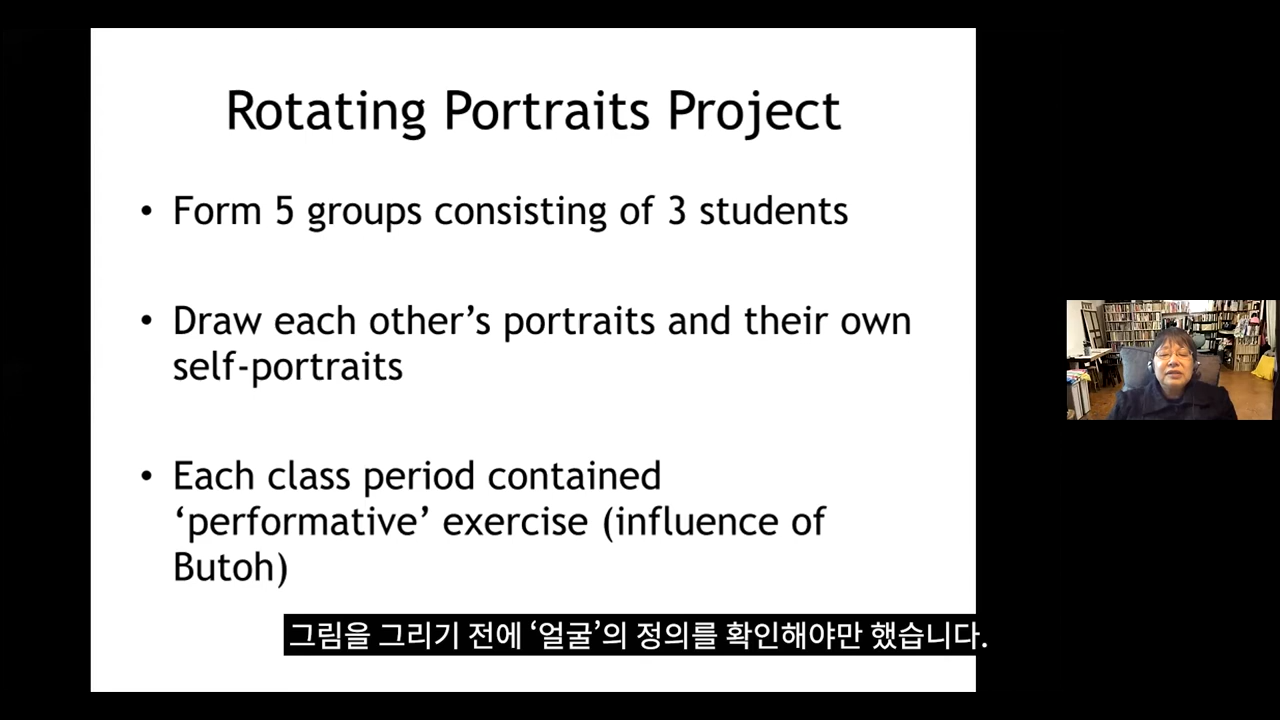 Rotating Portraits Project
• Form 5 groups consisting of 3 students
• Draw each other’s portraits and their own
self-portraits
• Each class period contained
‘performative’ exercise (influence of
Butoh)
그림을 그리기 전에 ‘얼굴’의 정의를 확인해야만 했습니다.